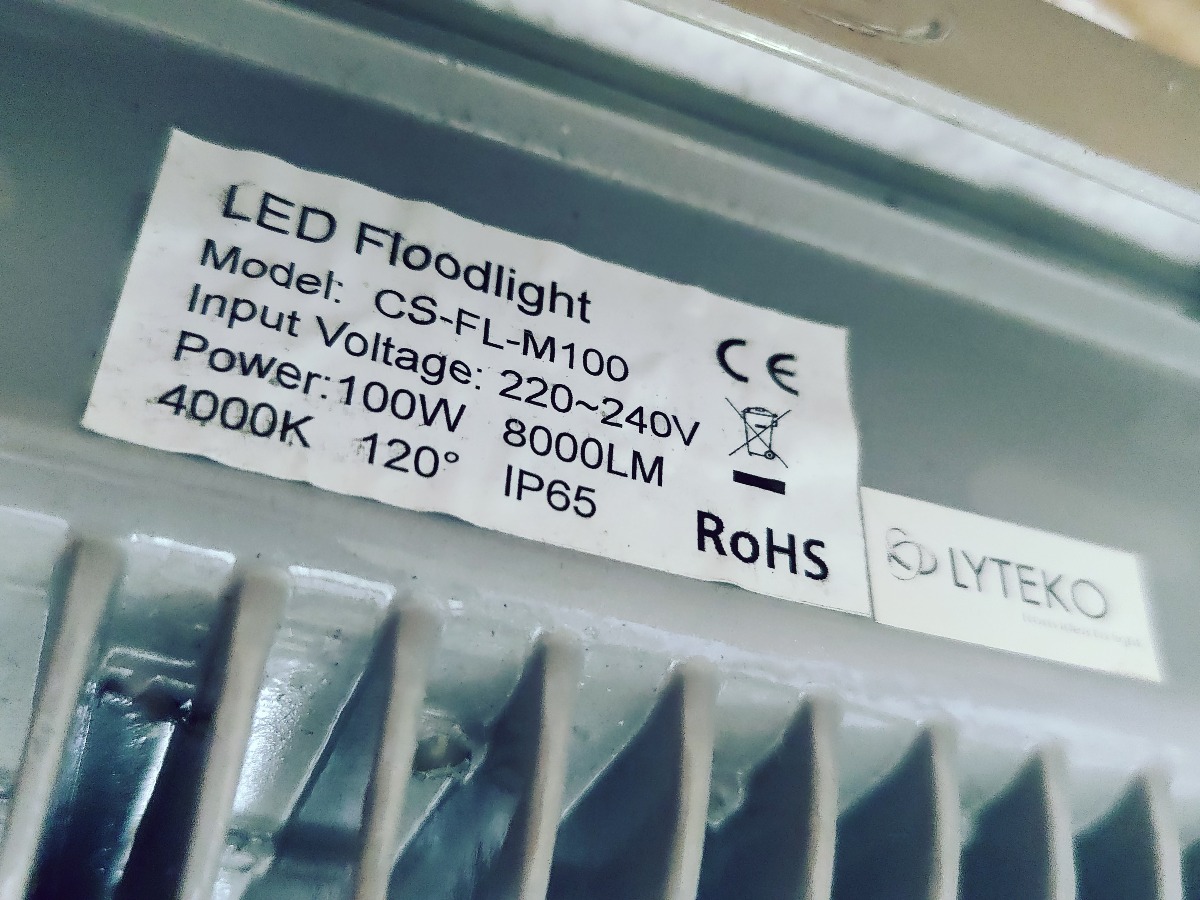 LED Floodlight
Model: CS-FL-M100
Input Voltage: 220~240V
Power:100W 8000LM
4000K 120° IP65
CE
RoHS
LYTEKO